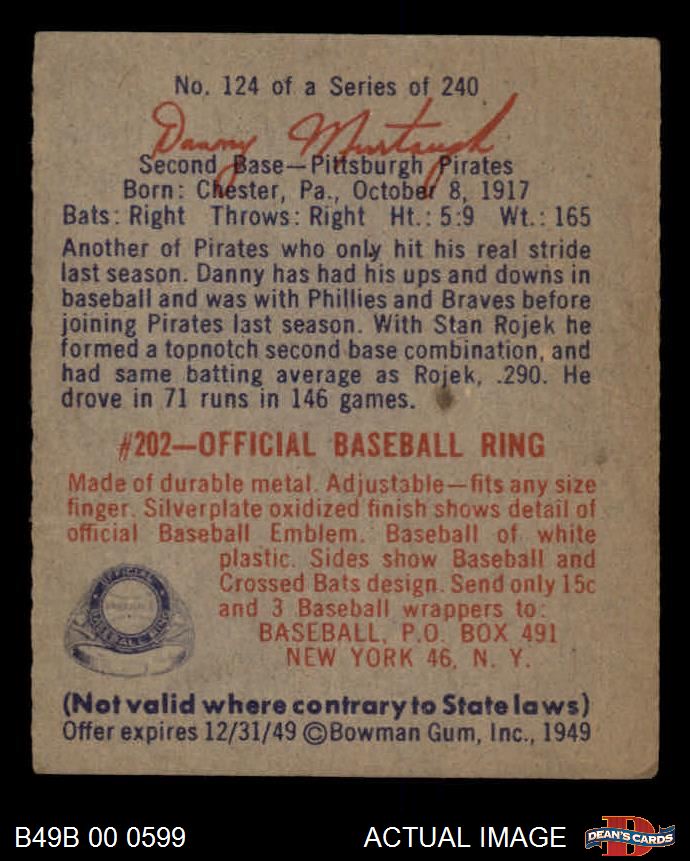 No. 124 of a Series of 240
Danny Murtaugh
Second Base—Pittsburgh Pirates
Born: Chester, Pa., October 8, 1917
Bats: Right Throws: Right Ht.: 5:9 Wt.: 165
Another of Pirates who only hit his real stride
last season. Danny has had his ups and downs in
baseball and was with Phillies and Braves before
joining Pirates last season. With Stan Rojek he
formed a topnotch second base combination, and
had same batting average as Rojek, .290. He
drove in 71 runs in 146 games.
#202—OFFICIAL BASEBALL RING
Made of durable metal. Adjustable—fits any size
finger. Silverplate oxidized finish shows detail of
official Baseball Emblem. Baseball of white
plastic. Sides show Baseball and
Crossed Bats design. Send only 15c
and 3 Baseball wrappers to:
BASEBALL, P.O. BOX 491
NEW YORK 46, N. Y.
OFFICIAL
BASEBALL RING
(Not valid where contrary to State laws)
Offer expires 12/31/49 ©Bowman Gum, Inc., 1949
B49B 00 0599
ACTUAL IMAGE
D
DEAN'S CARDS